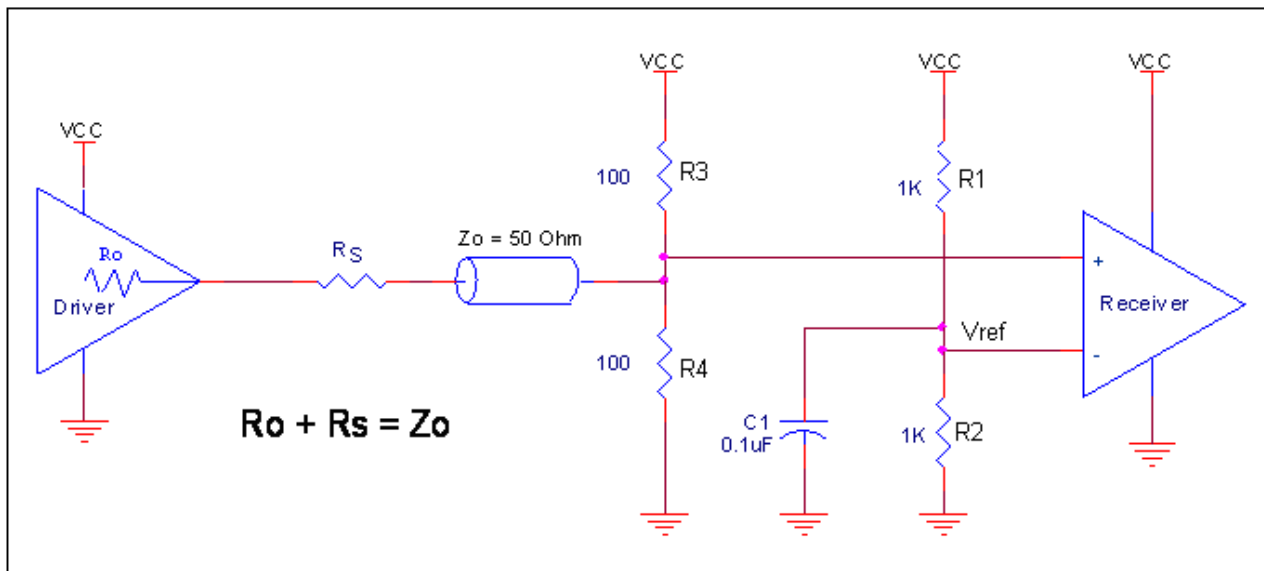 VCC
VCC
VCC
VCC
R3
100
R1
1K
Zo = 50 Ohm
Ro
RS
Driver
+
Receiver
Vref
-
R4
100
Ro + Rs = Zo
C1
0.1uF
R2
1K